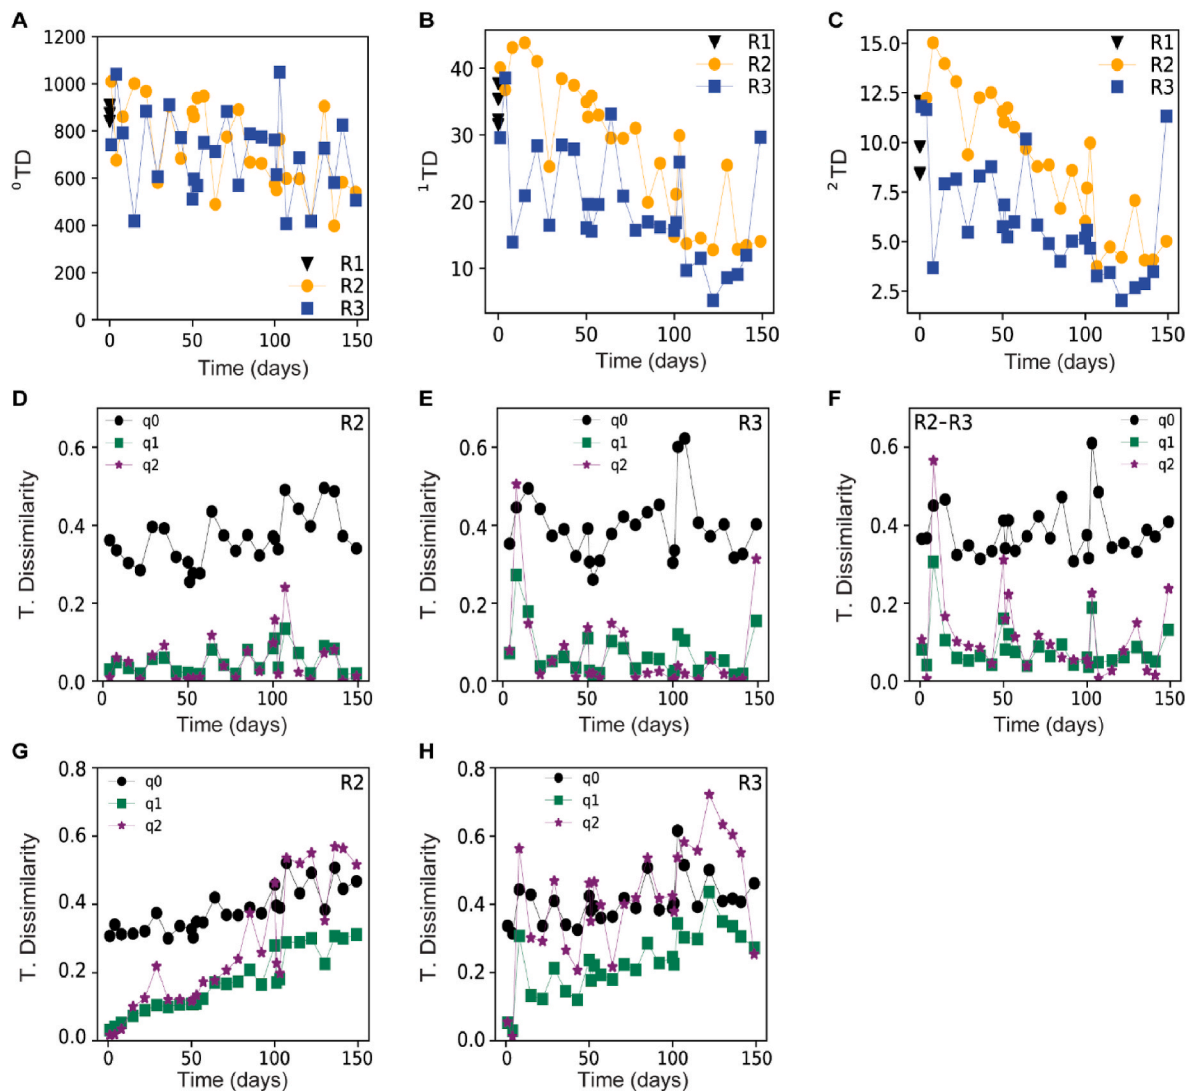 A
B
C
1200
1000
800
600
400
200
0
⁰TD
R1
R2
R3
0
50
100
150
Time (days)
40
30
20
10
¹TD
R1
R2
R3
0
50
100
150
Time (days)
15.0
12.5
10.0
7.5
5.0
2.5
²TD
R1
R2
R3
0
50
100
150
Time (days)
D
E
F
0.6
0.4
0.2
0.0
T. Dissimilarity
q0
q1
q2
R2
0
50
100
150
Time (days)
0.6
0.4
0.2
0.0
T. Dissimilarity
q0
q1
q2
R3
0
50
100
150
Time (days)
0.6
0.4
0.2
0.0
T. Dissimilarity
R2-R3
q0
q1
q2
0
50
100
150
Time (days)
G
H
0.8
0.6
0.4
0.2
0.0
T. Dissimilarity
q0
q1
q2
R2
0
50
100
150
Time (days)
0.8
0.6
0.4
0.2
0.0
T. Dissimilarity
q0
q1
q2
R3
0
50
100
150
Time (days)